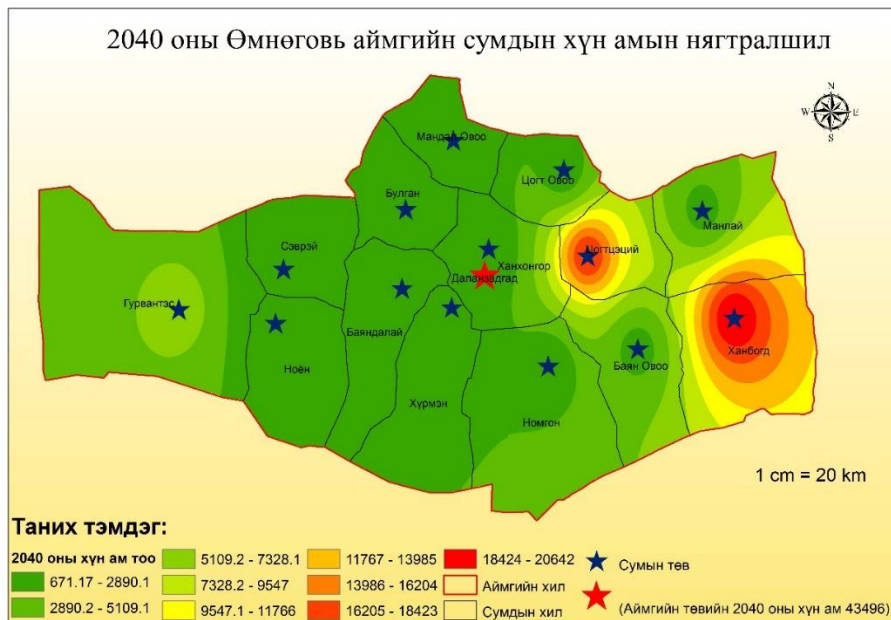 2040 оны Өмнөговь аймгийн сумдын хүн амын нягтралшил
N
W
E
S
Мандал Овоо
Цогт Овоо
Булган
Манлай
Сэврэй
Цогтцэций
Ханхонгор
Даланзадгад
Гурвантэс
Баяндалай
Ханбогд
Баян Овоо
Ноён
Хүрмэн
Номгон
1 cm = 20 km
Таних тэмдэг:
2040 оны хүн ам тоо
671.17 - 2890.1
2890.2 - 5109.1
5109.2 - 7328.1
7328.2 - 9547
9547.1 - 11766
11767 - 13985
13986 - 16204
16205 - 18423
18424 - 20642
Аймгийн хил
Сумдын хил
Сумын төв
(Аймгийн төвийн 2040 оны хүн ам 43496)